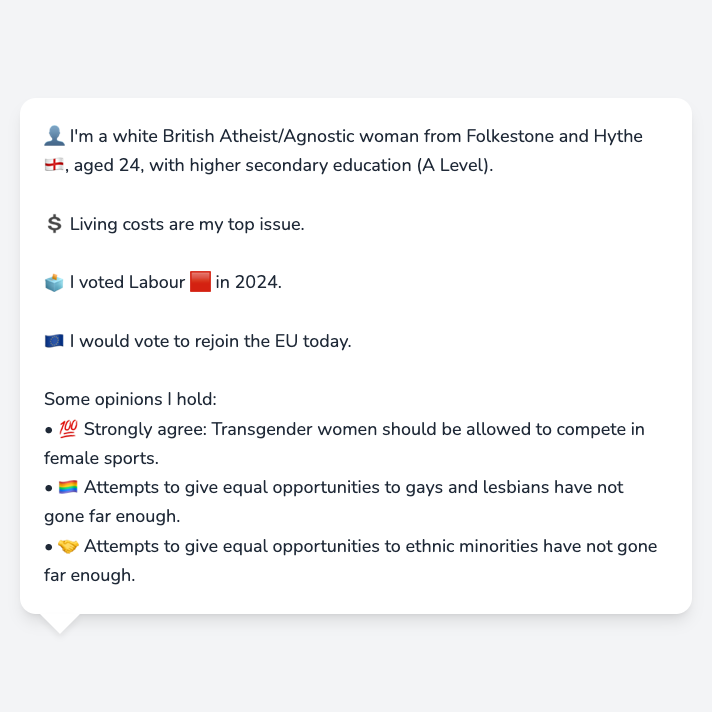 👤 I'm a white British Atheist/Agnostic woman from Folkestone and Hythe
🏴󠁧󠁢󠁥󠁮󠁧󠁿, aged 24, with higher secondary education (A Level).
💲 Living costs are my top issue.
🗳️ I voted Labour 🟥 in 2024.
🇪🇺 I would vote to rejoin the EU today.
Some opinions I hold:
• 💯 Strongly agree: Transgender women should be allowed to compete in
female sports.
• 🏳️‍🌈 Attempts to give equal opportunities to gays and lesbians have not
gone far enough.
• 🤝 Attempts to give equal opportunities to ethnic minorities have not gone
far enough.